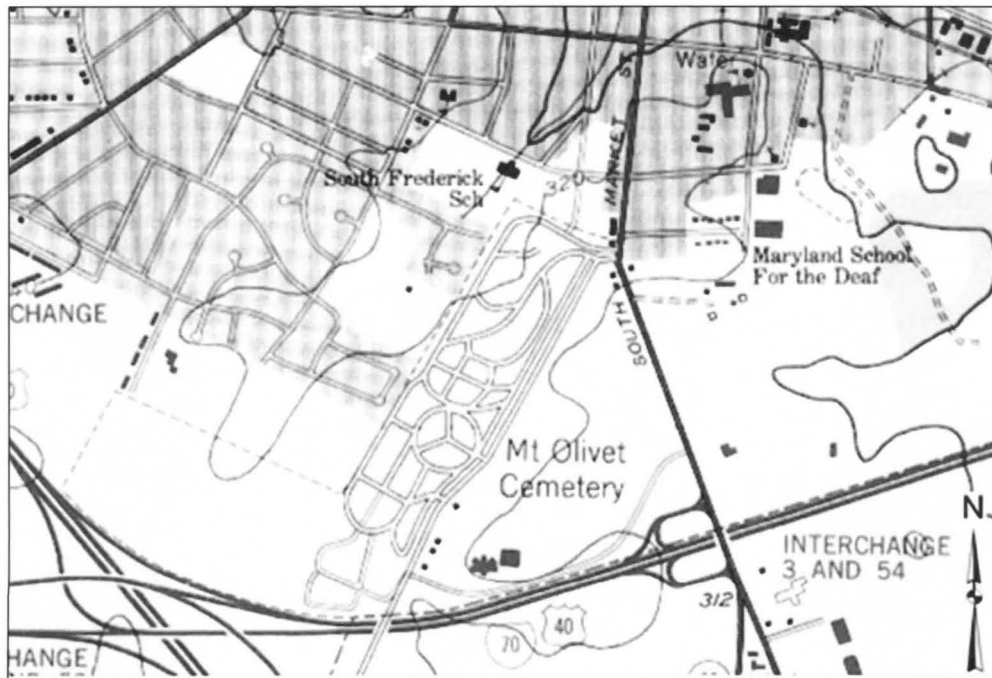 Wate
ST
MARKET
South Frederick
Sch
320
Maryland School
For the Deaf
CHANGE
SOUTH
Mt Olivet
Cemetery
N.
INTERCHANGE
3 AND 54
312
40
70
HANGE